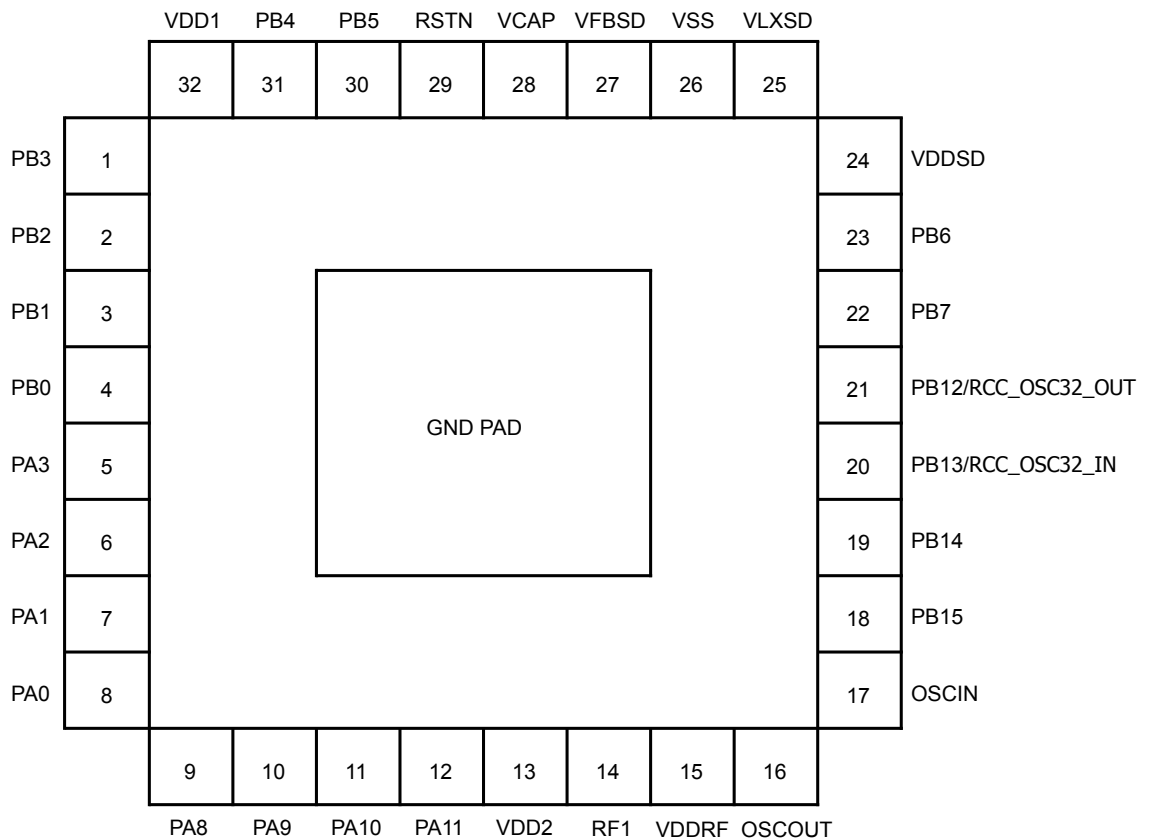 VDD1 PB4 PB5 RSTN VCAP VFBSD VSS VLXSD
32 31 30 29 28 27 26 25
PB3 1 24 VDDSD
PB2 2 23 PB6
PB1 3 22 PB7
PB0 4 21 PB12/RCC_OSC32_OUT
GND PAD
PA3 5 20 PB13/RCC_OSC32_IN
PA2 6 19 PB14
PA1 7 18 PB15
PA0 8 17 OSCIN
9 10 11 12 13 14 15 16
PA8 PA9 PA10 PA11 VDD2 RF1 VDDRF OSCOUT